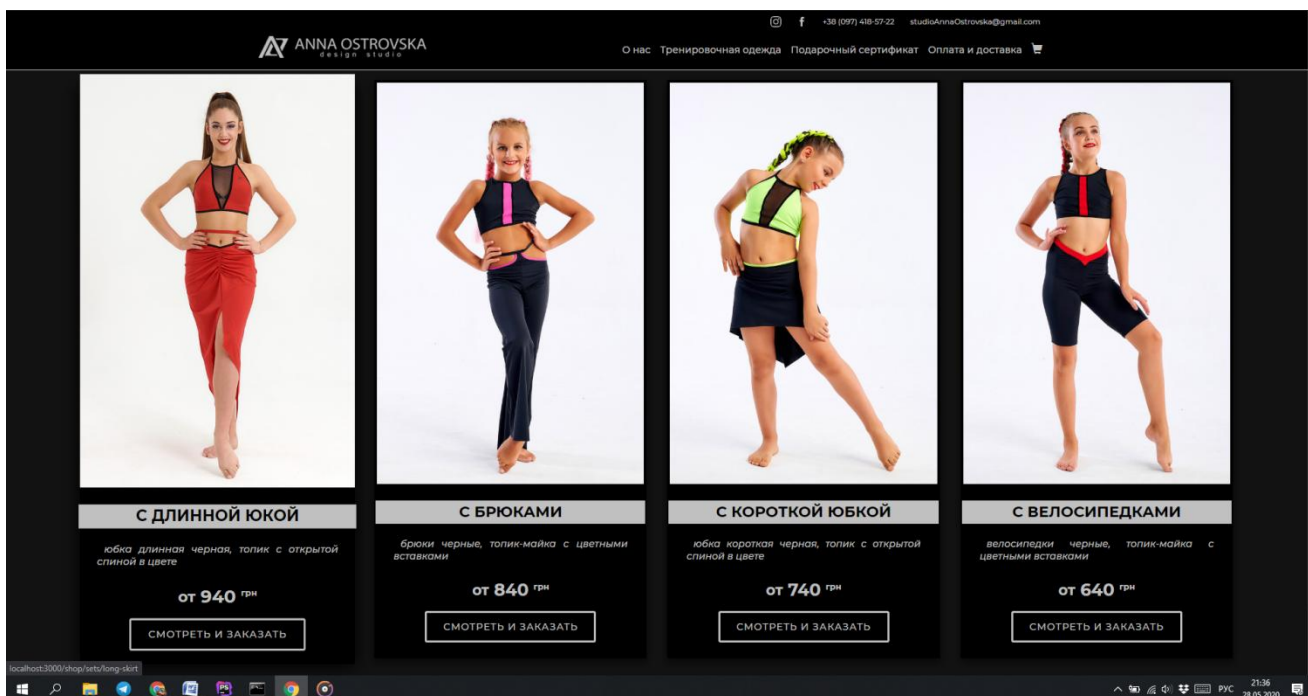 +38 (097) 418-57-22 studioAnnaOstrovska@gmail.com
ANNA OSTROVSKA
design studio
О нас Тренировочная одежда Подарочный сертификат Оплата и доставка
С ДЛИННОЙ ЮКОЙ
юбка длинная черная, топик с открытой
спиной в цвете
от 940 грн
СМОТРЕТЬ И ЗАКАЗАТЬ
С БРЮКАМИ
брюки черные, топик-майка с цветными
вставками
от 840 грн
СМОТРЕТЬ И ЗАКАЗАТЬ
С КОРОТКОЙ ЮБКОЙ
юбка короткая черная, топик с открытой
спиной в цвете
от 740 грн
СМОТРЕТЬ И ЗАКАЗАТЬ
С ВЕЛОСИПЕДКАМИ
велосипедки черные, топик-майка с
цветными вставками
от 640 грн
СМОТРЕТЬ И ЗАКАЗАТЬ
localhost:3000/shop/sets/long-skirt
РУС
21:36
28.05.2020